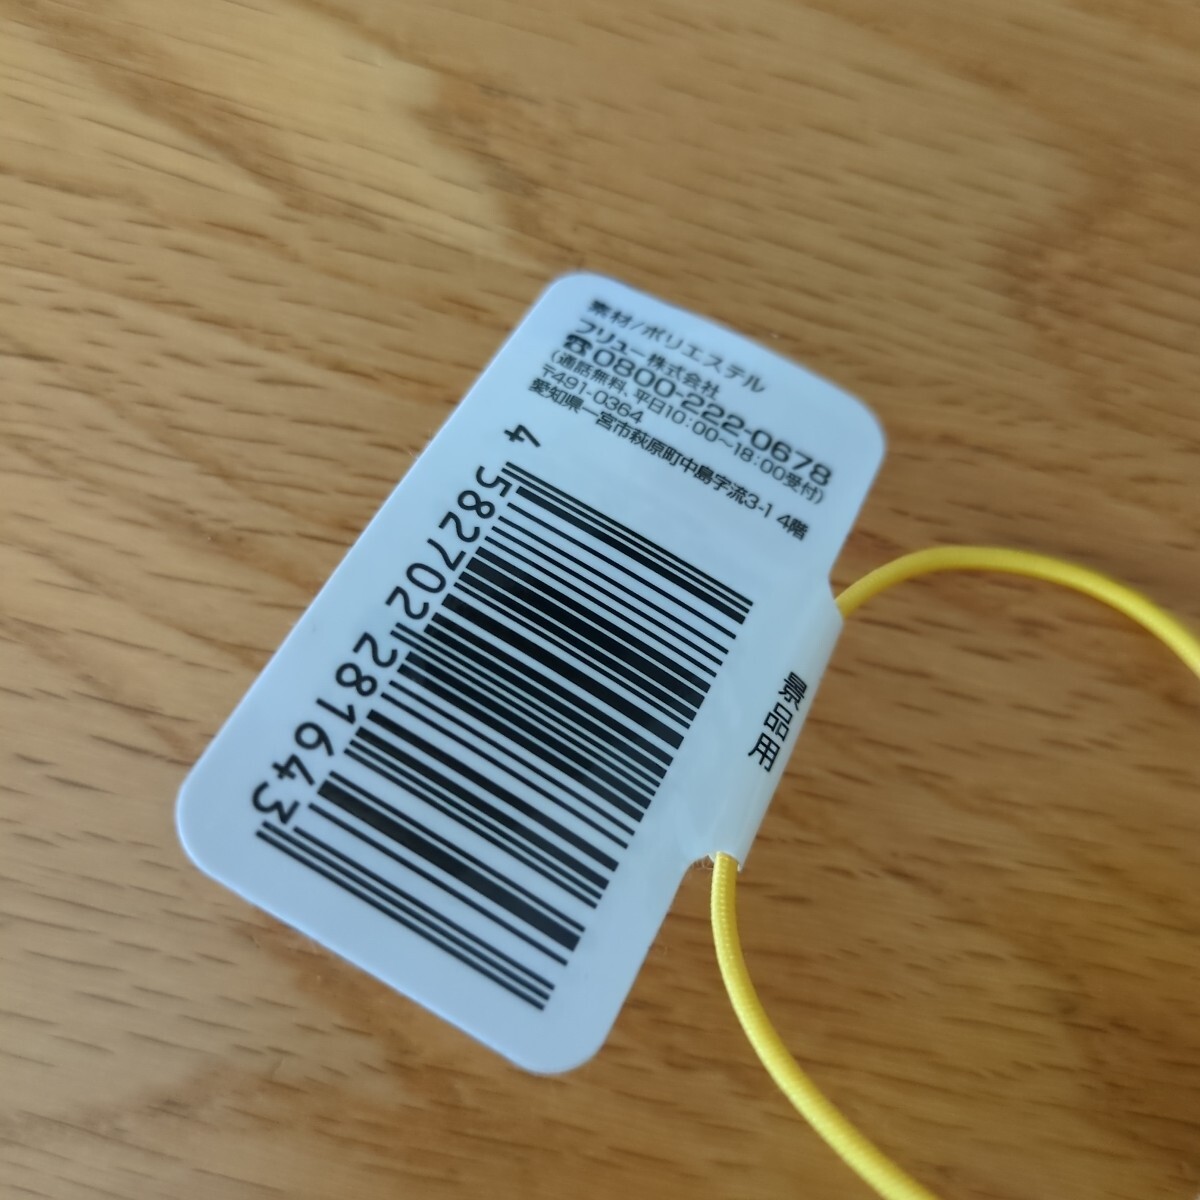 素材/ポリエステル
フリュー株式会社
☎0800-222-0678
(通話無料、平日10:00〜18:00受付)
〒491-0364
愛知県一宮市萩原町中島字流3-1 4階
4 582702 281643
景品用